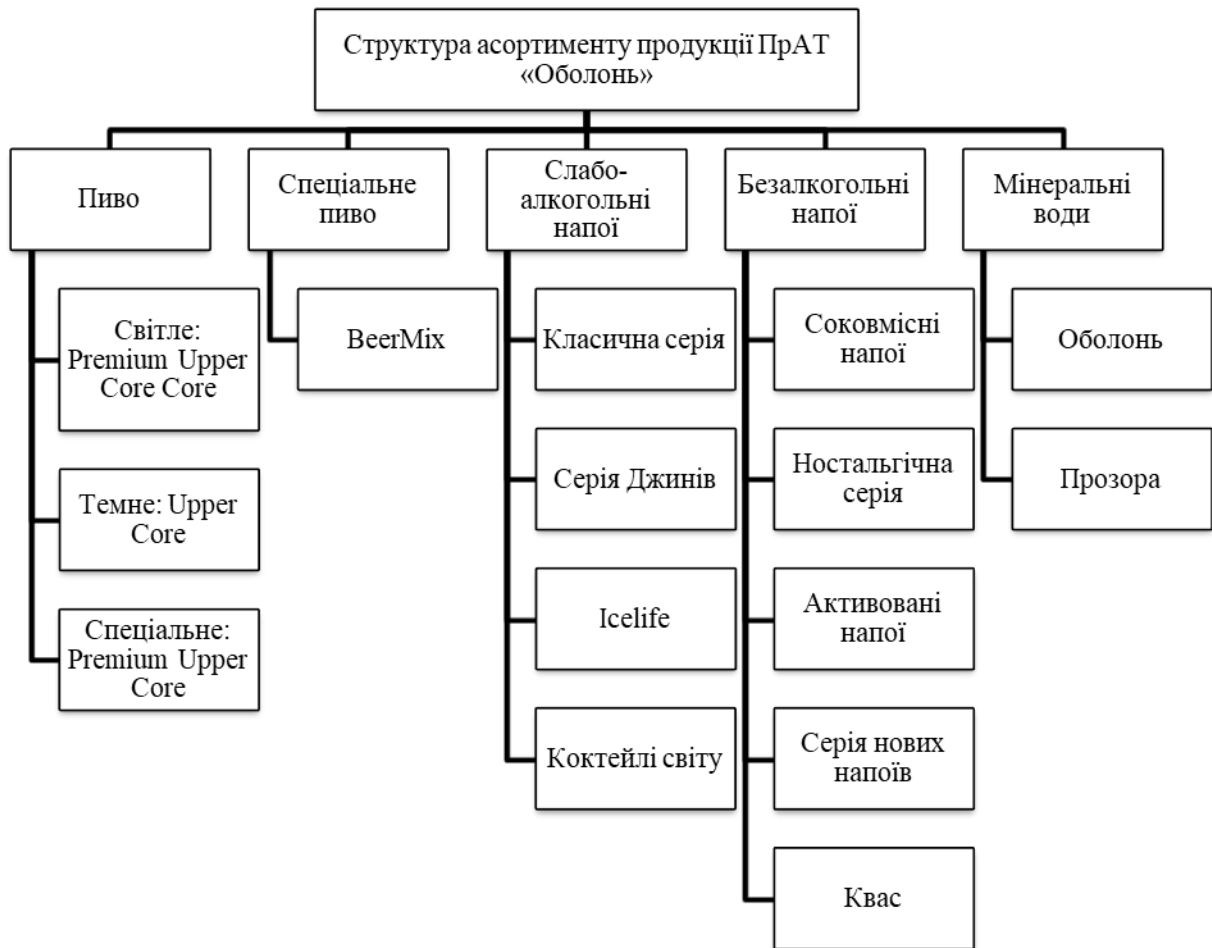 Структура асортименту продукції ПрАТ
«Оболонь»
Пиво
Спеціальне
пиво
Слабо-
алкогольні
напої
Безалкогольні
напої
Мінеральні
води
Світле:
Premium Upper
Core Core
Темне: Upper
Core
Спеціальне:
Premium Upper
Core
BeerMix
Класична серія
Серія Джинів
Icelife
Коктейлі світу
Соковмісні
напої
Ностальгічна
серія
Активовані
напої
Серія нових
напоїв
Квас
Оболонь
Прозора